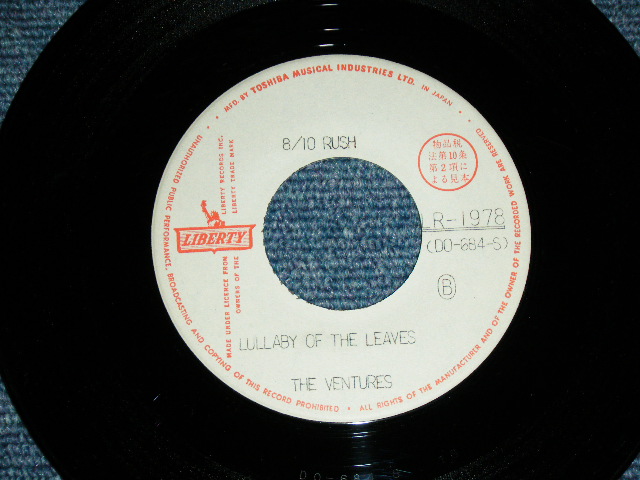 MFD. BY TOSHIBA MUSICAL INDUSTRIES LTD. IN JAPAN
8/10 RUSH
物品税
法第10条
第2項に
よる見本
LIBERTY
LIBERTY RECORDS INC.
LIBERTY TRADE MARK
MADE UNDER LICENCE FROM
OWNERS OF THE
LR-1978
(DO-684-S)
B
LULLABY OF THE LEAVES
THE VENTURES
UNAUTHORIZED PUBLIC PERFORMANCE, BROADCASTING AND COPYING OF THIS RECORD PROHIBITED • ALL RIGHTS OF THE MANUFACTURER AND OF THE OWNER OF THE RECORDED WORK ARE RESERVED